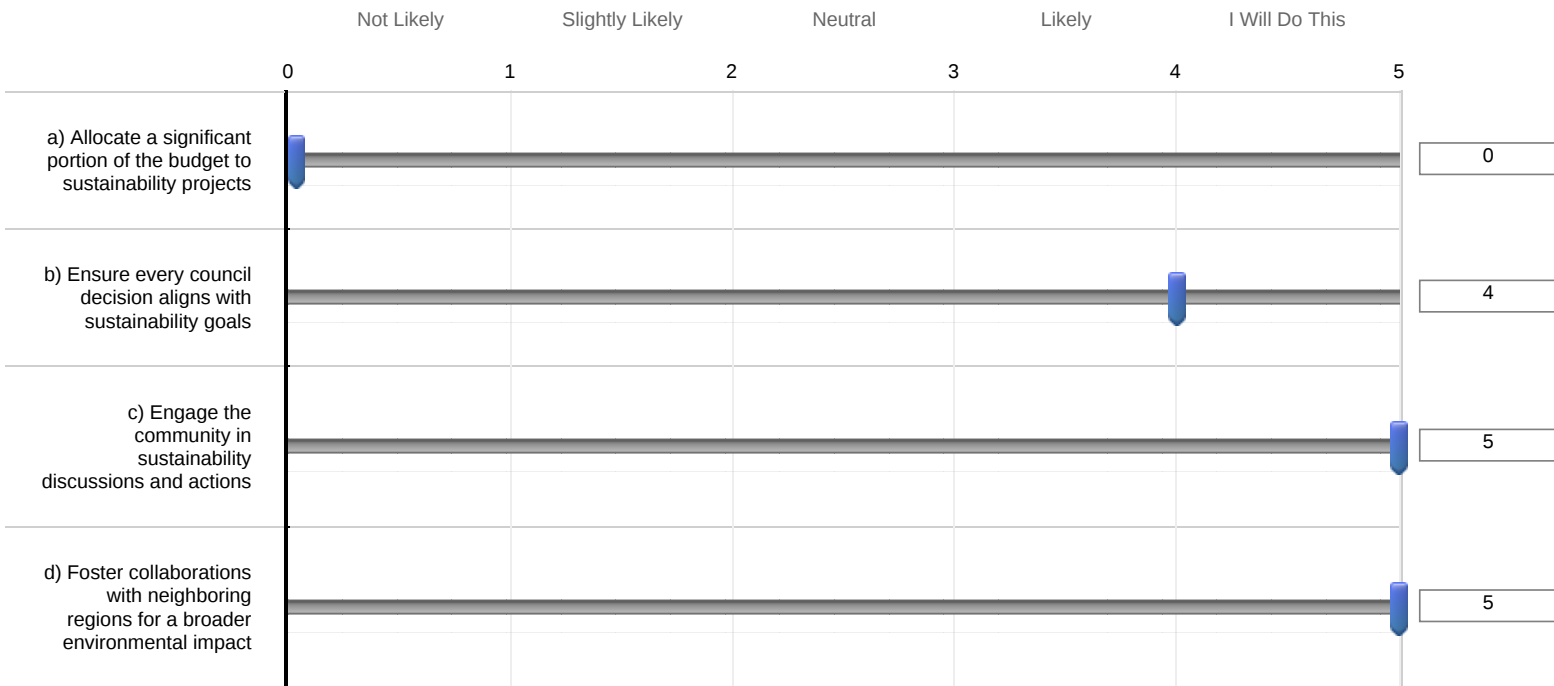 Not Likely Slightly Likely Neutral Likely I Will Do This
0 1 2 3 4 5
a) Allocate a significant
portion of the budget to
sustainability projects
0
b) Ensure every council
decision aligns with
sustainability goals
4
c) Engage the
community in
sustainability
discussions and actions
5
d) Foster collaborations
with neighboring
regions for a broader
environmental impact
5